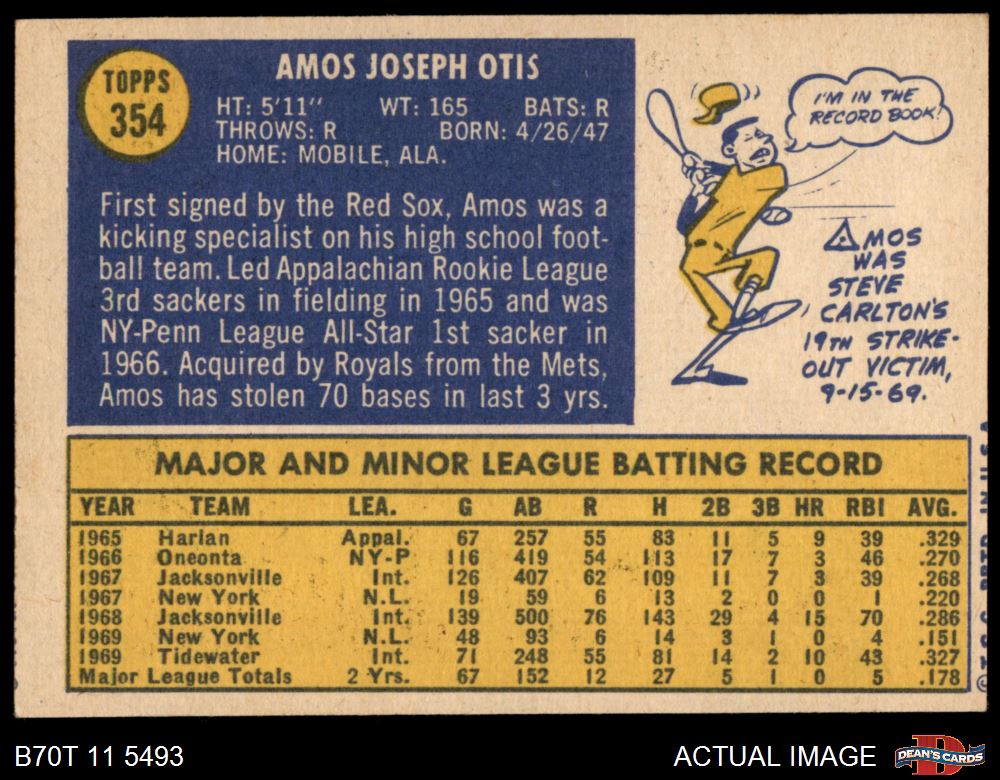 TOPPS
354
AMOS JOSEPH OTIS
HT: 5'11" WT: 165 BATS: R
THROWS: R BORN: 4/26/47
HOME: MOBILE, ALA.
First signed by the Red Sox, Amos was a
kicking specialist on his high school foot-
ball team. Led Appalachian Rookie League
3rd sackers in fielding in 1965 and was
NY-Penn League All-Star 1st sacker in
1966. Acquired by Royals from the Mets,
Amos has stolen 70 bases in last 3 yrs.
I'M IN THE
RECORD BOOK!
AMOS
WAS
STEVE
CARLTON'S
19TH STRIKE-
OUT VICTIM,
9-15-69.
MAJOR AND MINOR LEAGUE BATTING RECORD
YEAR TEAM LEA. G AB R H 2B 3B HR RBI AVG.
1965 Harlan Appal. 67 257 55 83 11 5 9 39 .329
1966 Oneonta NY-P 116 419 54 113 17 7 3 46 .270
1967 Jacksonville Int. 126 407 62 109 11 7 3 39 .268
1967 New York N.L. 19 59 6 13 2 0 0 1 .220
1968 Jacksonville Int. 139 500 76 143 29 4 15 70 .286
1969 New York N.L. 48 93 6 14 3 1 0 4 .151
1969 Tidewater Int. 71 248 55 81 14 2 10 43 .327
Major League Totals 2 Yrs. 67 152 12 27 5 1 0 5 .178
B70T 11 5493
ACTUAL IMAGE
DEAN'S CARDS